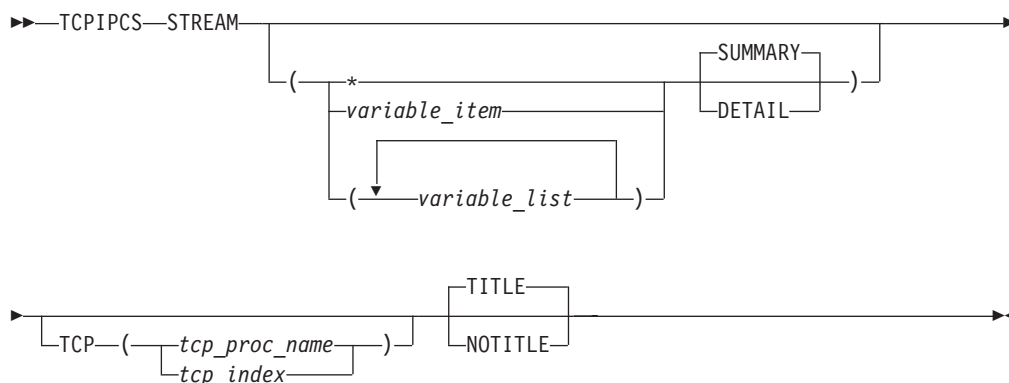 TCPIPCS STREAM
SUMMARY
( * )
variable_item DETAIL
( variable_list )
TITLE
TCP ( tcp_proc_name ) NOTITLE
tcp_index